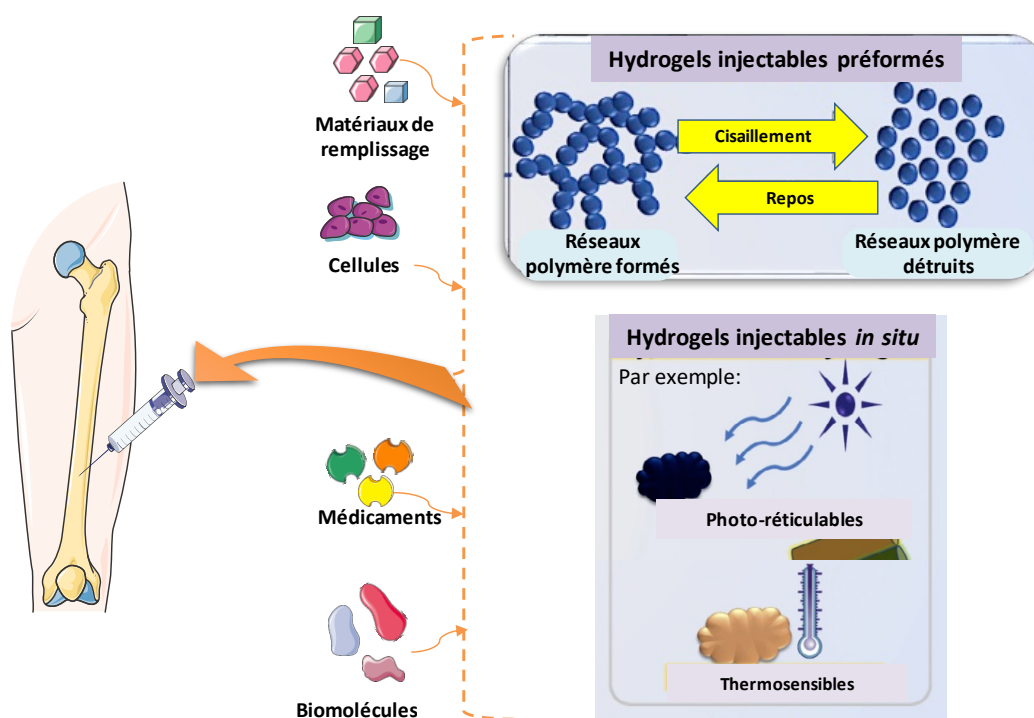 Matériaux de
remplissage
Cellules
Médicaments
Biomolécules
Hydrogels injectables préformés
Cisaillement
Repos
Réseaux
polymère formés
Réseaux polymère
détruits
Hydrogels injectables in situ
Par exemple:
Photo-réticulables
Thermosensibles